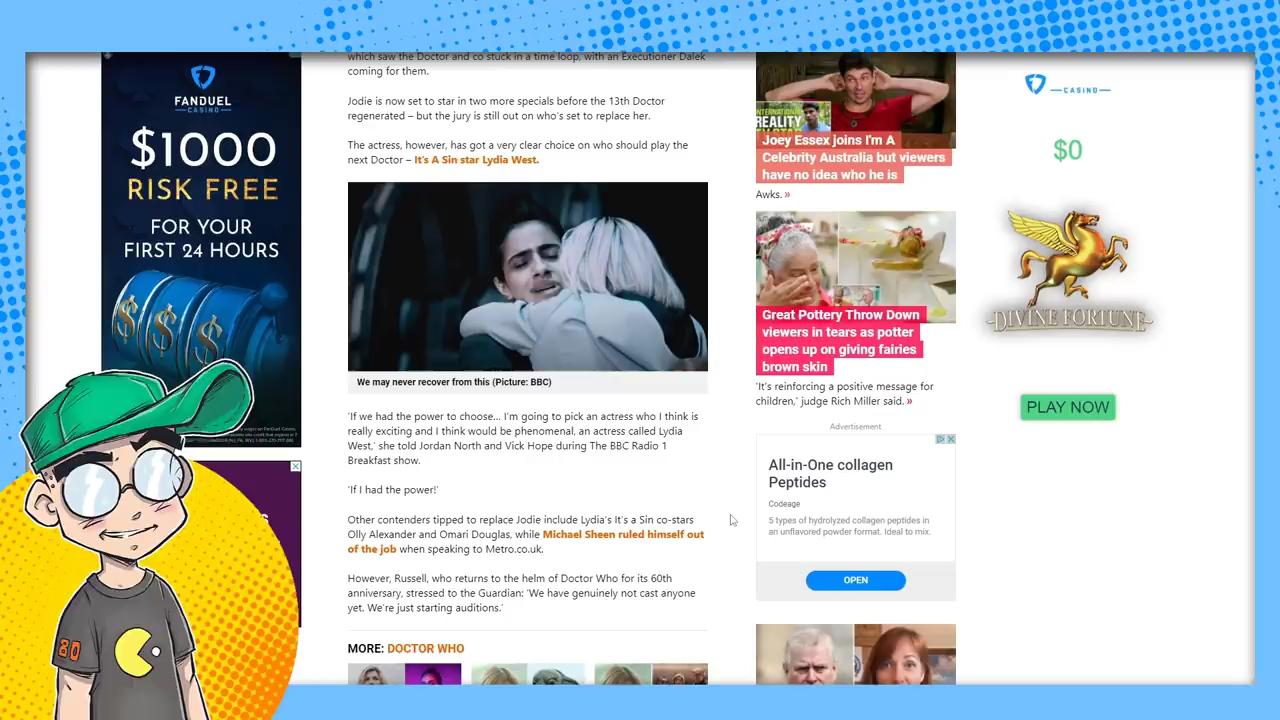 FANDUEL
CASINO
$1000
RISK FREE
FOR YOUR
FIRST 24 HOURS
which saw the Doctor and co stuck in a time loop, with an Executioner Dalek
coming for them.
Jodie is now set to star in two more specials before the 13th Doctor
regenerated – but the jury is still out on who's set to replace her.
The actress, however, has got a very clear choice on who should play the
next Doctor – It's A Sin star Lydia West.
We may never recover from this (Picture: BBC)
'If we had the power to choose… I'm going to pick an actress who I think is
really exciting and I think would be phenomenal, an actress called Lydia
West,' she told Jordan North and Vick Hope during The BBC Radio 1
Breakfast show.
'If I had the power!'
Other contenders tipped to replace Jodie include Lydia's It's a Sin co-stars
Olly Alexander and Omari Douglas, while Michael Sheen ruled himself out
of the job when speaking to Metro.co.uk.
However, Russell, who returns to the helm of Doctor Who for its 60th
anniversary, stressed to the Guardian: 'We have genuinely not cast anyone
yet. We're just starting auditions.'
MORE: DOCTOR WHO
INTERNATIONAL
REALITY
Joey Essex joins I'm A
Celebrity Australia but viewers
have no idea who he is
Awks. »
Great Pottery Throw Down
viewers in tears as potter
opens up on giving fairies
brown skin
'It's reinforcing a positive message for
children,' judge Rich Miller said. »
Advertisement
All-in-One collagen
Peptides
Codeage
5 types of hydrolyzed collagen peptides in
an unflavored powder format. Ideal to mix.
OPEN
CASINO
$0
DIVINE FORTUNE
PLAY NOW
80